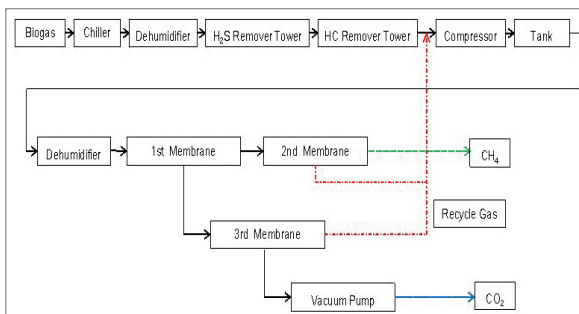 Biogas
Chiller
Dehumidifier
H₂S Remover Tower
HC Remover Tower
Compressor
Tank
Dehumidifier
1st Membrane
2nd Membrane
CH₄
Recycle Gas
3rd Membrane
Vacuum Pump
CO₂